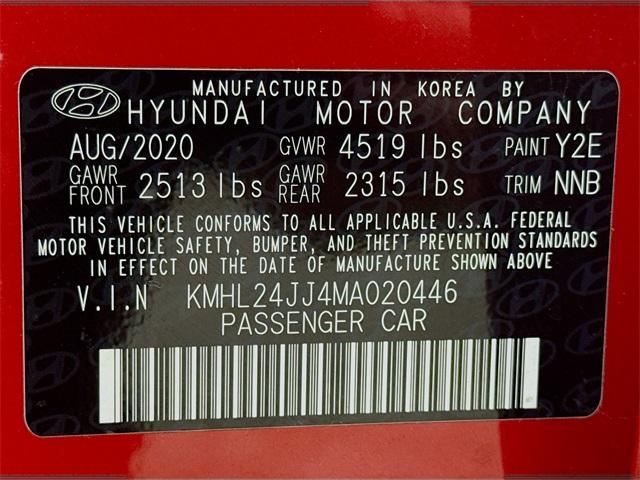 MANUFACTURED IN KOREA BY
HYUNDAI MOTOR COMPANY
AUG/2020 GVWR 4519 lbs PAINT Y2E
GAWR FRONT 2513 lbs GAWR REAR 2315 lbs TRIM NNB
THIS VEHICLE CONFORMS TO ALL APPLICABLE U.S.A. FEDERAL
MOTOR VEHICLE SAFETY, BUMPER, AND THEFT PREVENTION STANDARDS
IN EFFECT ON THE DATE OF MANUFACTURE SHOWN ABOVE
V.I.N KMHL24JJ4MA020446
PASSENGER CAR